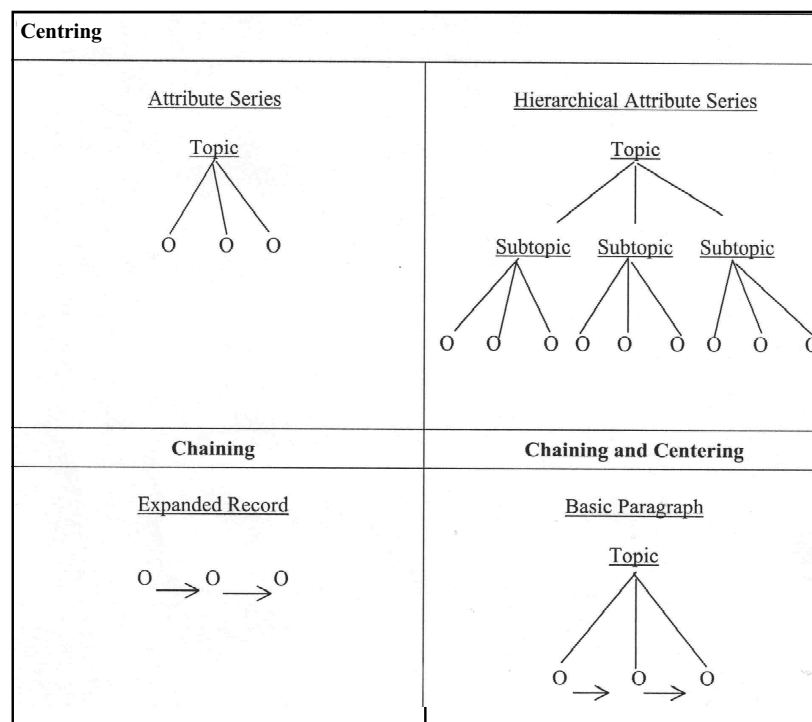 Centring
Attribute Series
Topic
O O O
Hierarchical Attribute Series
Topic
Subtopic Subtopic Subtopic
O O O O O O O O O
Chaining
Chaining and Centering
Expanded Record
O O O
Basic Paragraph
Topic
O O O